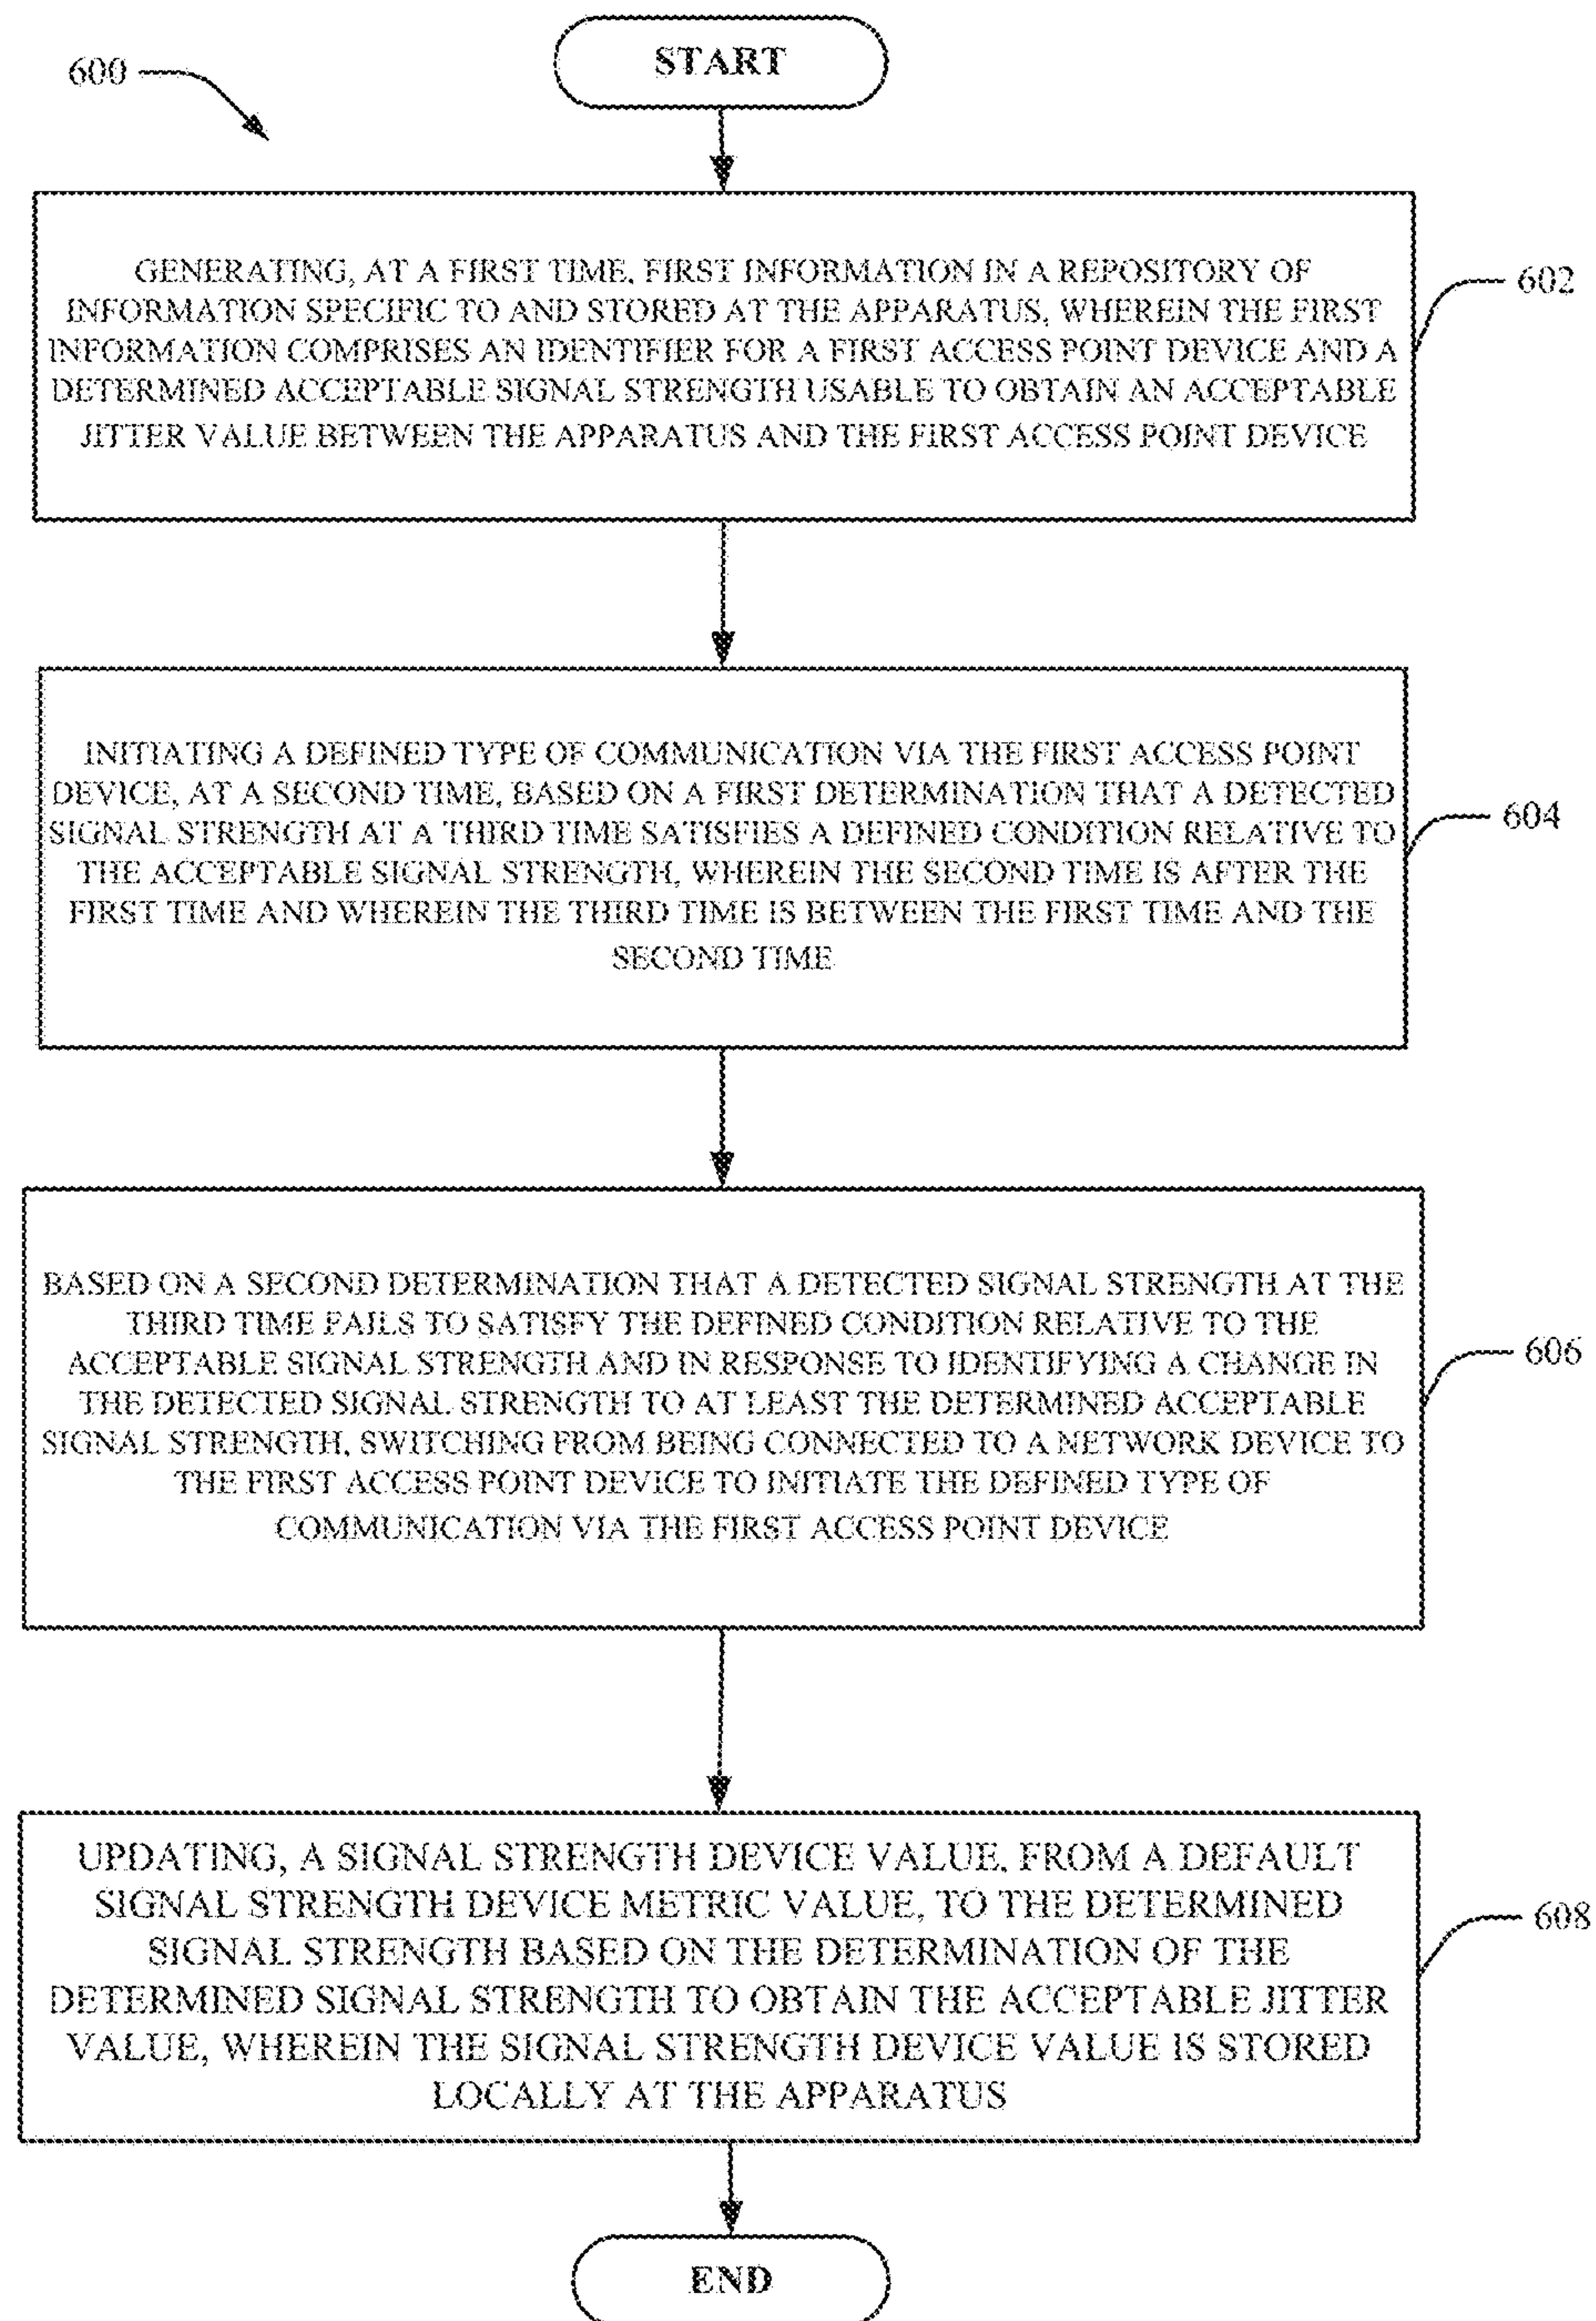 START
600
GENERATING, AT A FIRST TIME, FIRST INFORMATION IN A REPOSITORY OF
INFORMATION SPECIFIC TO AND STORED AT THE APPARATUS, WHEREIN THE FIRST
INFORMATION COMPRISES AN IDENTIFIER FOR A FIRST ACCESS POINT DEVICE AND A
DETERMINED ACCEPTABLE SIGNAL STRENGTH USABLE TO OBTAIN AN ACCEPTABLE
JITTER VALUE BETWEEN THE APPARATUS AND THE FIRST ACCESS POINT DEVICE
602
INITIATING A DEFINED TYPE OF COMMUNICATION VIA THE FIRST ACCESS POINT
DEVICE, AT A SECOND TIME, BASED ON A FIRST DETERMINATION THAT A DETECTED
SIGNAL STRENGTH AT A THIRD TIME SATISFIES A DEFINED CONDITION RELATIVE TO
THE ACCEPTABLE SIGNAL STRENGTH, WHEREIN THE SECOND TIME IS AFTER THE
FIRST TIME AND WHEREIN THE THIRD TIME IS BETWEEN THE FIRST TIME AND THE
SECOND TIME
604
BASED ON A SECOND DETERMINATION THAT A DETECTED SIGNAL STRENGTH AT THE
THIRD TIME FAILS TO SATISFY THE DEFINED CONDITION RELATIVE TO THE
ACCEPTABLE SIGNAL STRENGTH AND IN RESPONSE TO IDENTIFYING A CHANGE IN
THE DETECTED SIGNAL STRENGTH TO AT LEAST THE DETERMINED ACCEPTABLE
SIGNAL STRENGTH, SWITCHING FROM BEING CONNECTED TO A NETWORK DEVICE TO
THE FIRST ACCESS POINT DEVICE TO INITIATE THE DEFINED TYPE OF
COMMUNICATION VIA THE FIRST ACCESS POINT DEVICE
606
UPDATING, A SIGNAL STRENGTH DEVICE VALUE, FROM A DEFAULT
SIGNAL STRENGTH DEVICE METRIC VALUE, TO THE DETERMINED
SIGNAL STRENGTH BASED ON THE DETERMINATION OF THE
DETERMINED SIGNAL STRENGTH TO OBTAIN THE ACCEPTABLE JITTER
VALUE, WHEREIN THE SIGNAL STRENGTH DEVICE VALUE IS STORED
LOCALLY AT THE APPARATUS
608
END